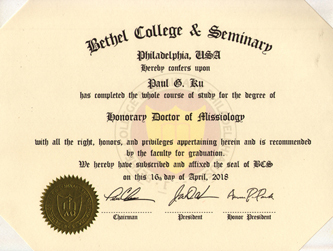 Bethel College & Seminary
Philadelphia, USA
Hereby confers upon
Paul G. Ku
has completed the whole course of study for the degree of
Honorary Doctor of Missiology
with all the right, honors, and privileges appertaining herein and is recommended
by the faculty for graduation.
We hereby have subscribed and affixed the seal of BCS
on this 16th day of April, 2018
Chairman President Honor President